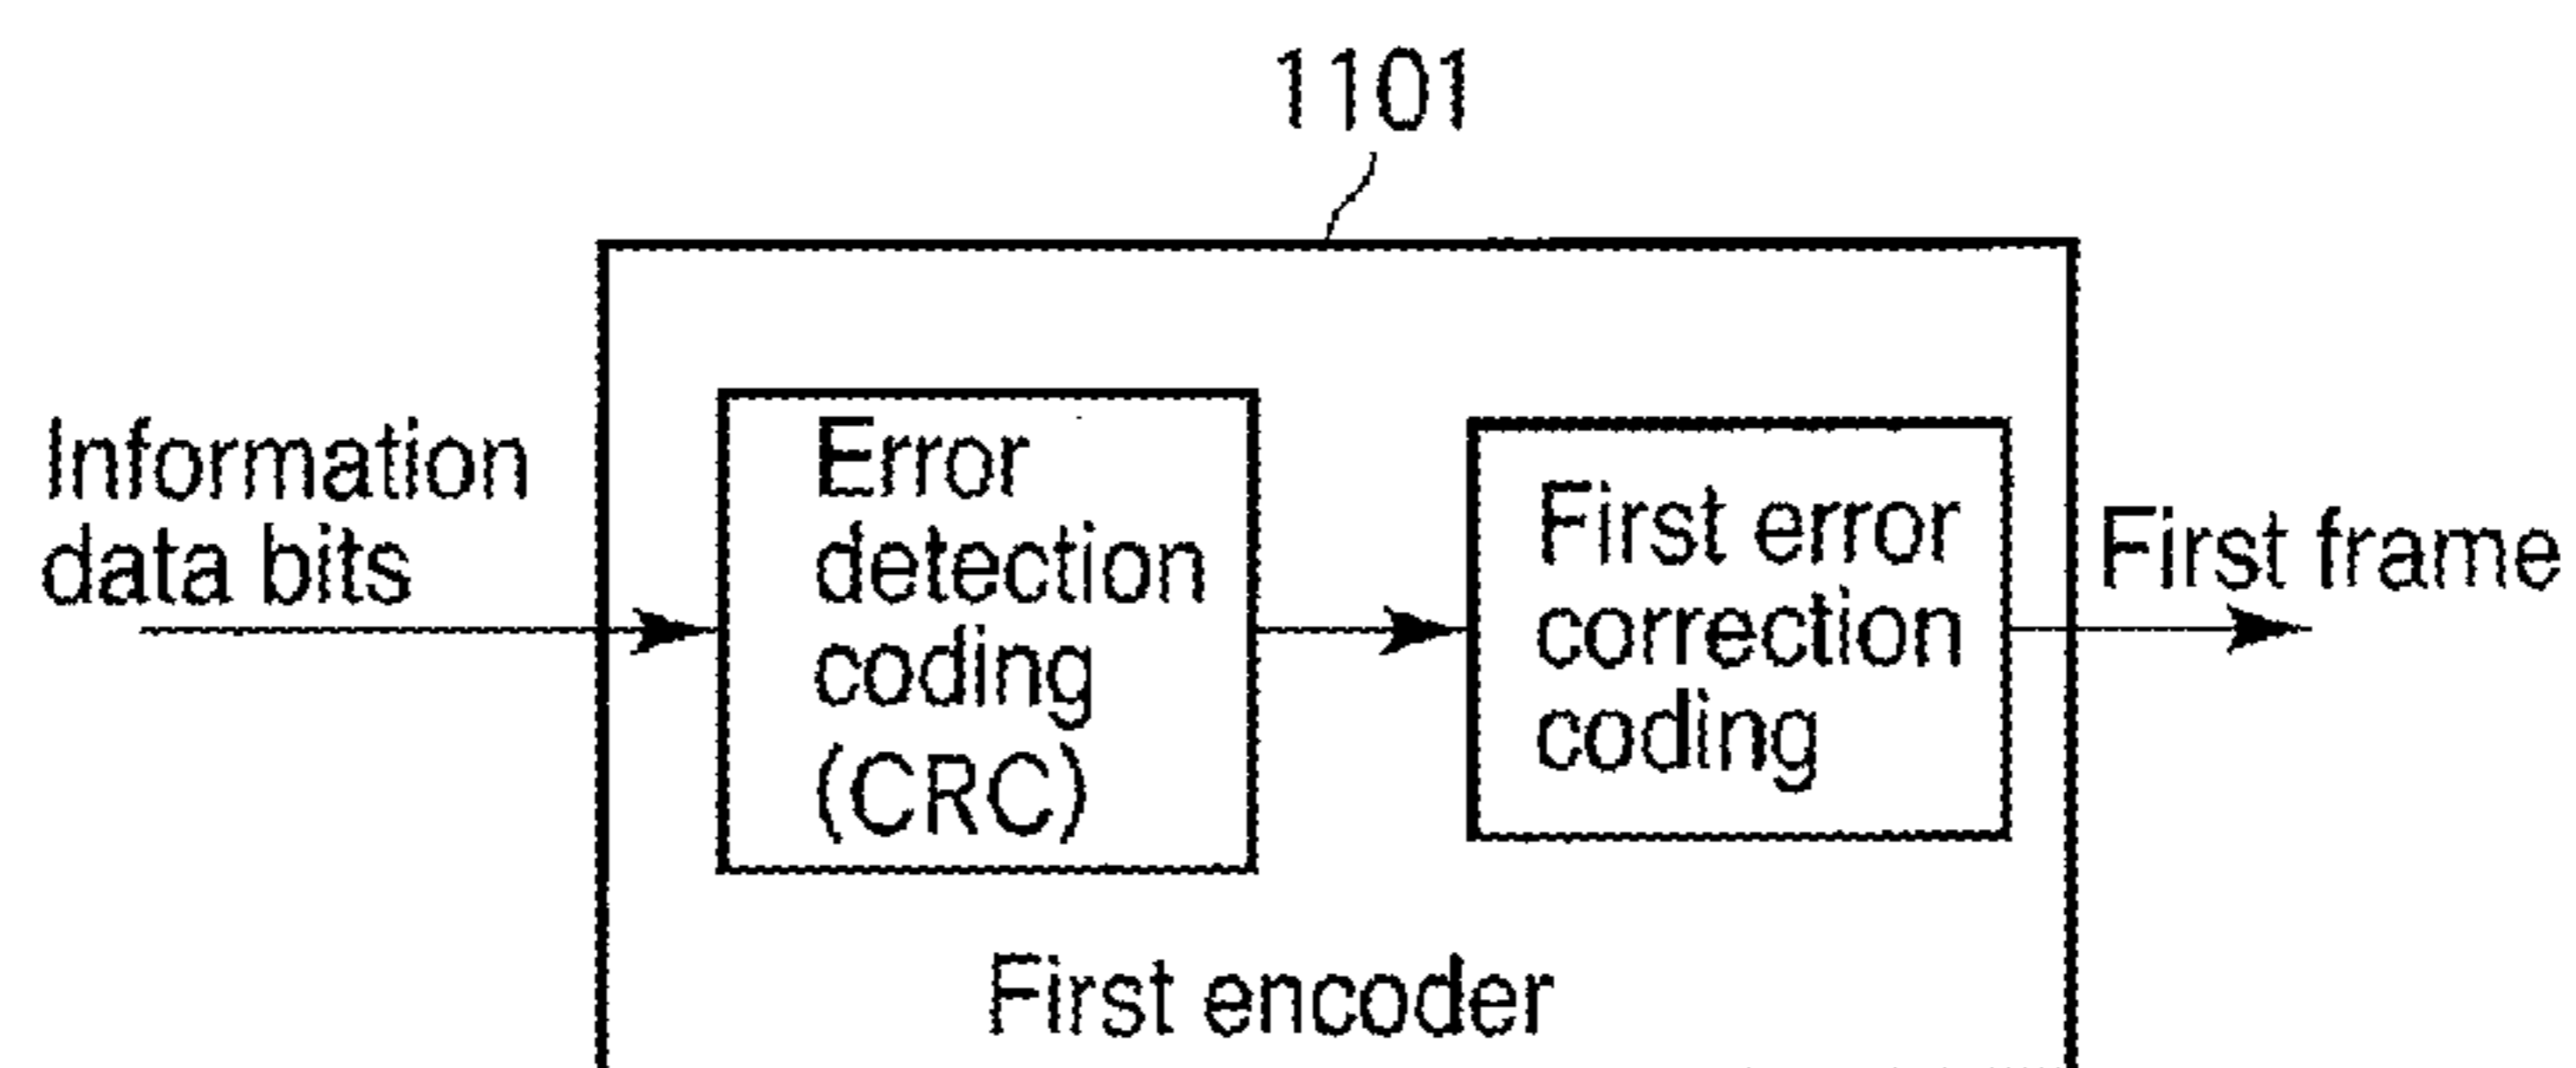 1101
Information
data bits
Error
detection
coding
(CRC)
First error
correction
coding
First frame
First encoder